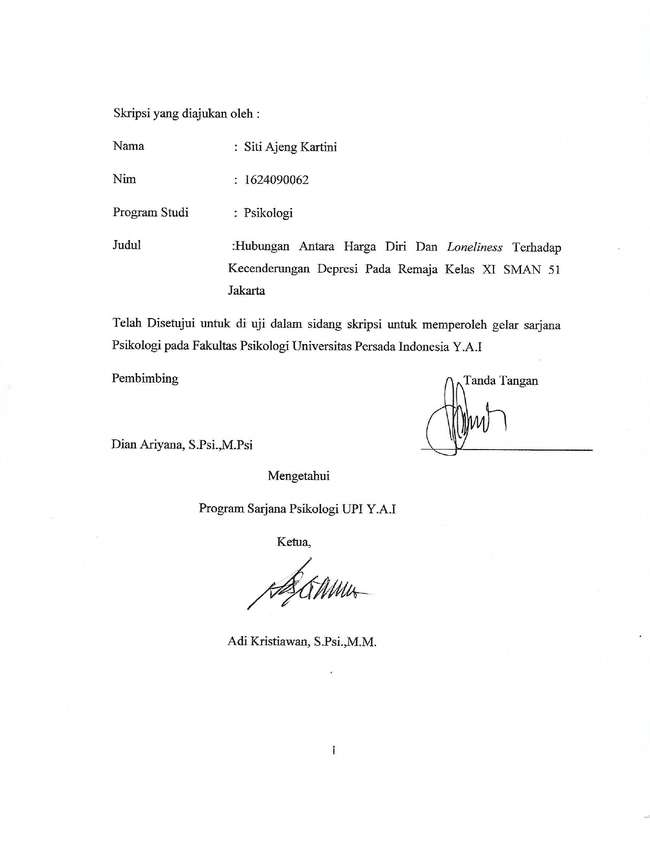 Skripsi yang diajukan oleh :
Nama : Siti Ajeng Kartini
Nim : 1624090062
Program Studi : Psikologi
Judul :Hubungan Antara Harga Diri Dan Loneliness Terhadap
Kecenderungan Depresi Pada Remaja Kelas XI SMAN 51
Jakarta
Telah Disetujui untuk di uji dalam sidang skripsi untuk memperoleh gelar sarjana
Psikologi pada Fakultas Psikologi Universitas Persada Indonesia Y.A.I
Pembimbing Tanda Tangan
Dian Ariyana, S.Psi.,M.Psi
Mengetahui
Program Sarjana Psikologi UPI Y.A.I
Ketua,
Adi Kristiawan, S.Psi.,M.M.
i